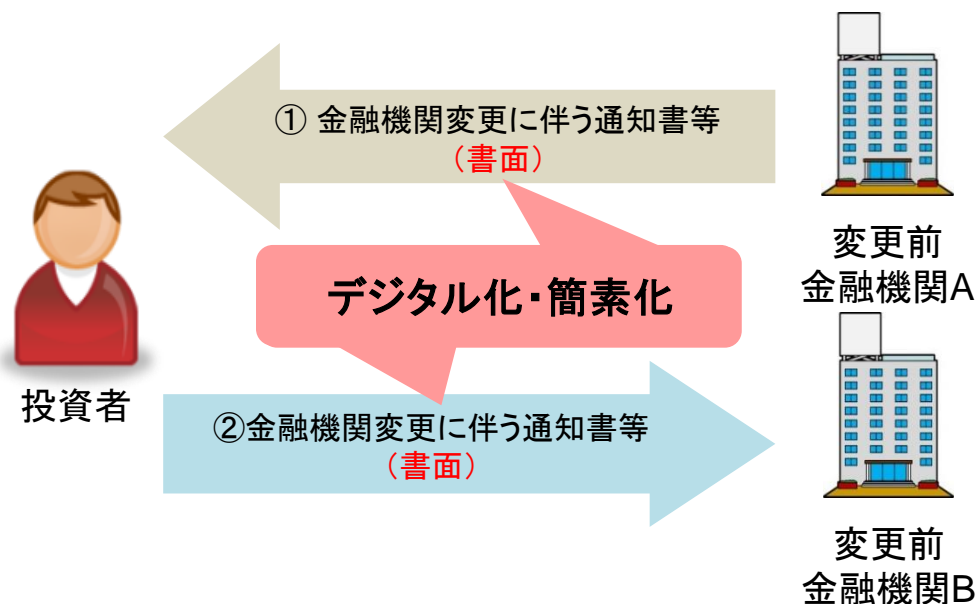 ① 金融機関変更に伴う通知書等
（書面）
変更前
金融機関A
デジタル化・簡素化
投資者
②金融機関変更に伴う通知書等
（書面）
変更前
金融機関B